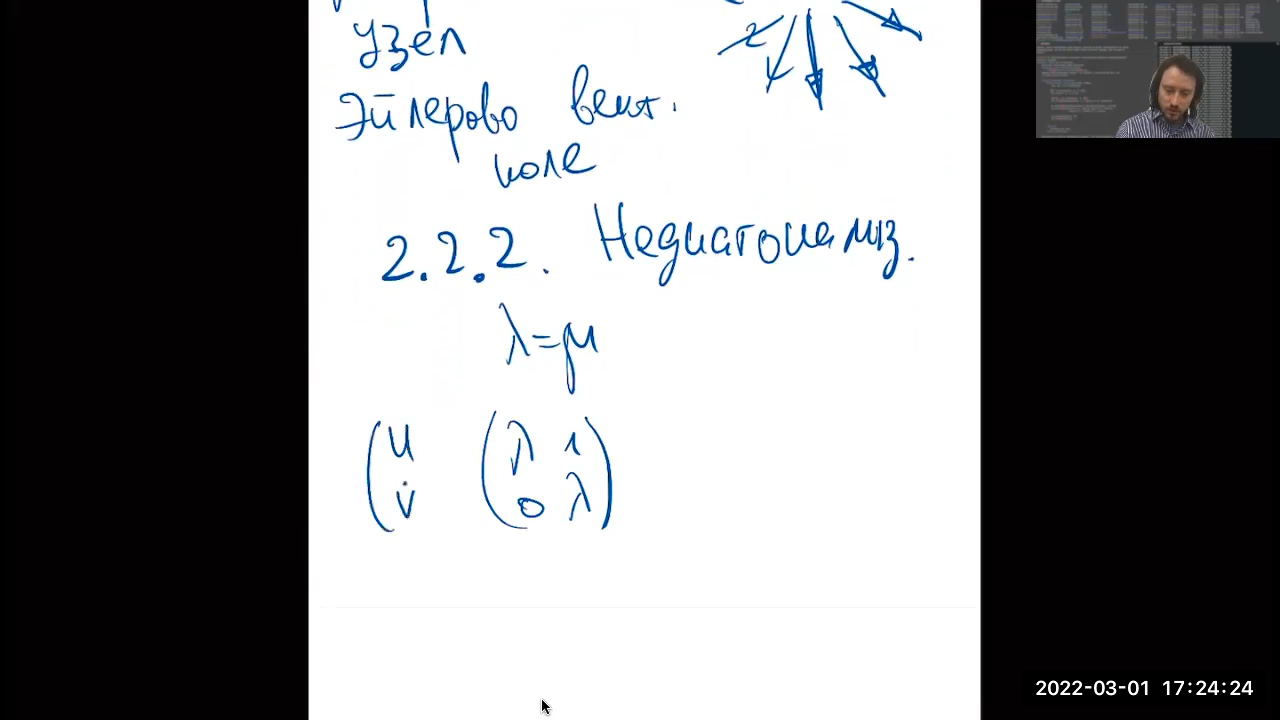 узел
Эйлерово вект.
поле
2.2.2. Недиагонализ.
λ=μ
(u (λ 1
v̇ 0 λ)
2022-03-01 17:24:24